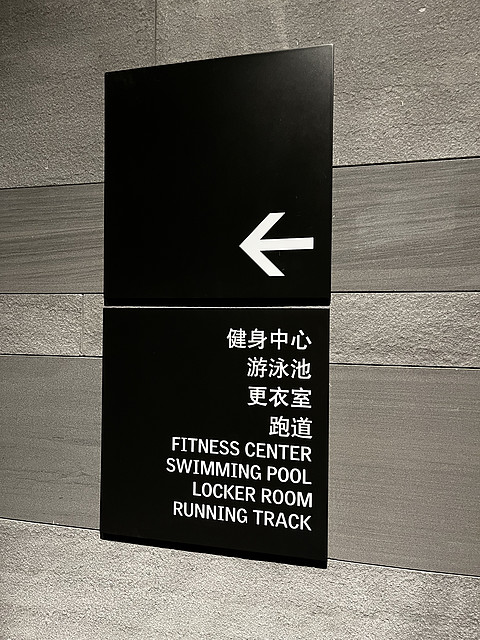 健身中心
游泳池
更衣室
跑道
FITNESS CENTER
SWIMMING POOL
LOCKER ROOM
RUNNING TRACK